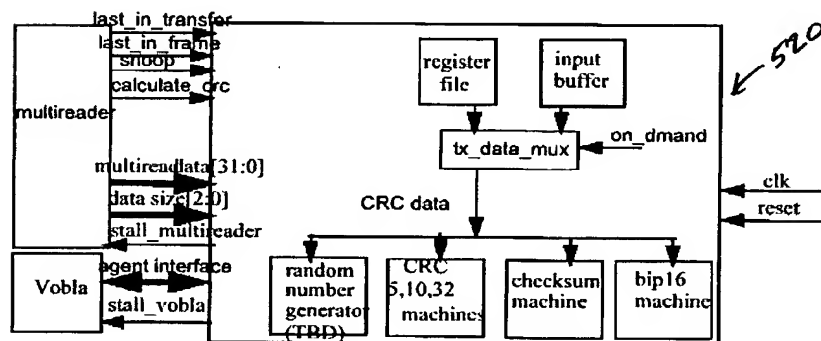 last_in_transfer
last_in_frame
snoop
calculate_crc
multireader
multireaddata[31:0]
data size[2:0]
stall_multireader
Vobla
agent interface
stall_vobla
register
file
input
buffer
tx_data_mux
on_dmand
CRC data
random
number
generator
(TBD)
CRC
5,10,32
machines
checksum
machine
bip16
machine
520
clk
reset